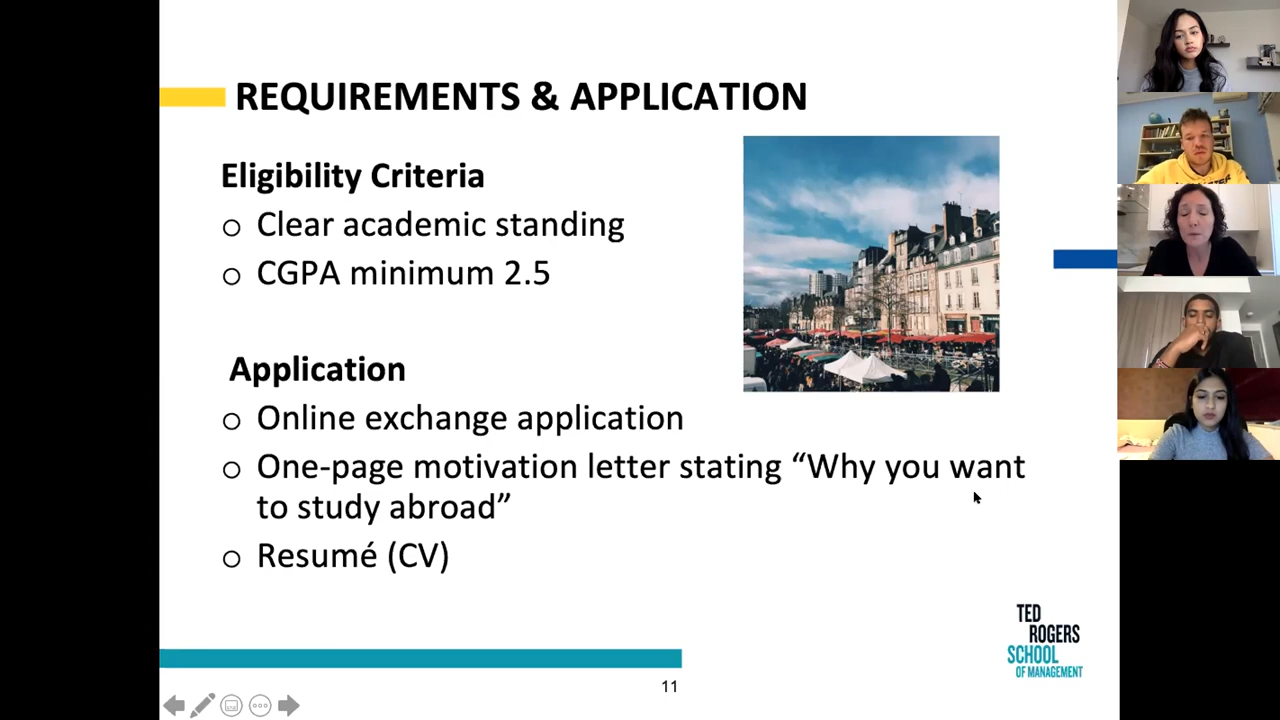 REQUIREMENTS & APPLICATION
Eligibility Criteria
o Clear academic standing
o CGPA minimum 2.5
Application
o Online exchange application
o One-page motivation letter stating “Why you want
to study abroad”
o Resumé (CV)
TED
ROGERS
SCHOOL
OF MANAGEMENT
11